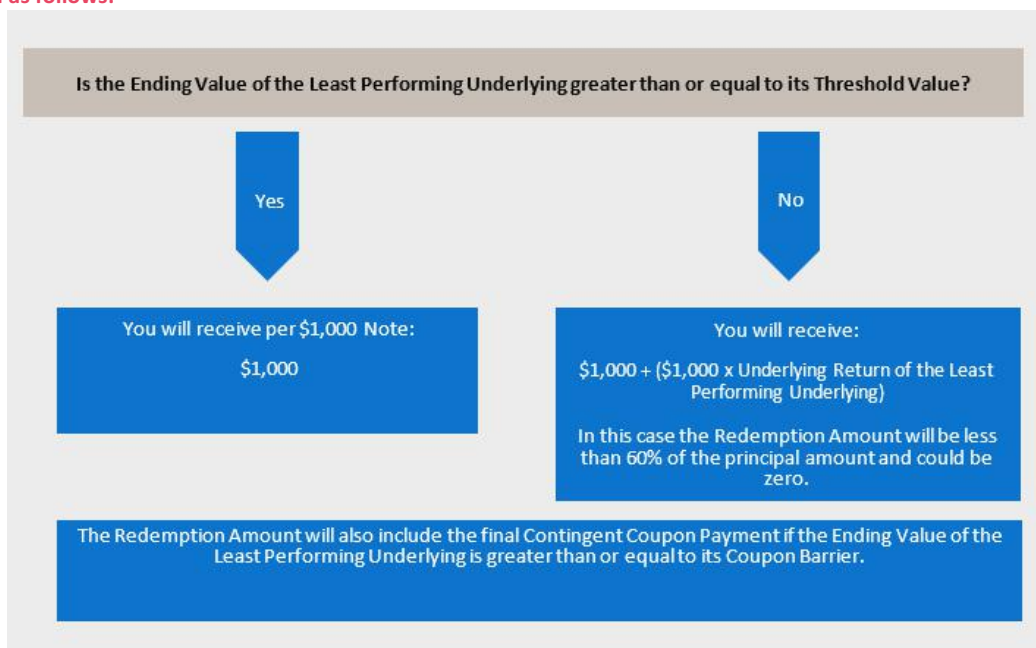 as follows:
Is the Ending Value of the Least Performing Underlying greater than or equal to its Threshold Value?
Yes
No
You will receive per $1,000 Note:
$1,000
You will receive:
$1,000 + ($1,000 x Underlying Return of the Least
Performing Underlying)
In this case the Redemption Amount will be less
than 60% of the principal amount and could be
zero.
The Redemption Amount will also include the final Contingent Coupon Payment if the Ending Value of the
Least Performing Underlying is greater than or equal to its Coupon Barrier.